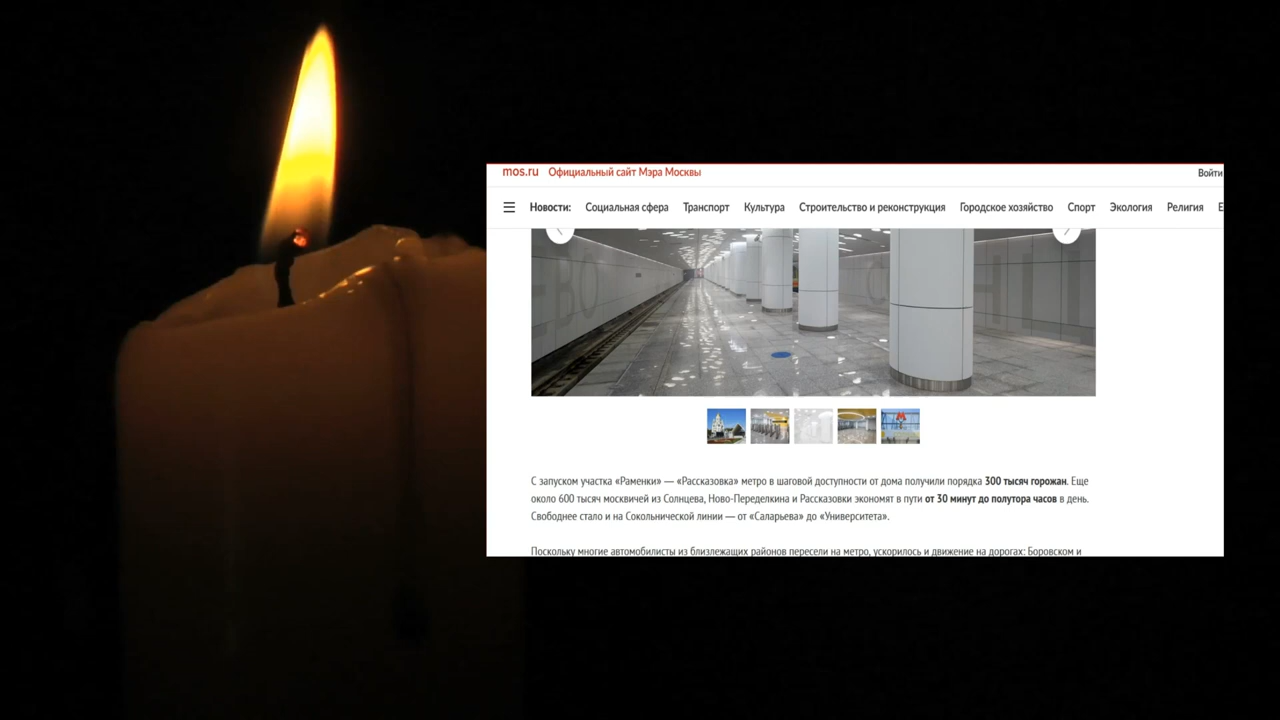 mos.ru Официальный сайт Мэра Москвы
Войти
Новости: Социальная сфера Транспорт Культура Строительство и реконструкция Городское хозяйство Спорт Экология Религия
С запуском участка «Раменки» — «Рассказовка» метро в шаговой доступности от дома получили порядка 300 тысяч горожан. Еще
около 600 тысяч москвичей из Солнцева, Ново-Переделкина и Рассказовки экономят в пути от 30 минут до полутора часов в день.
Свободнее стало и на Сокольнической линии — от «Саларьева» до «Университета».
Поскольку многие автомобилисты из близлежащих районов пересели на метро, ускорилось и движение на дорогах: Боровском и